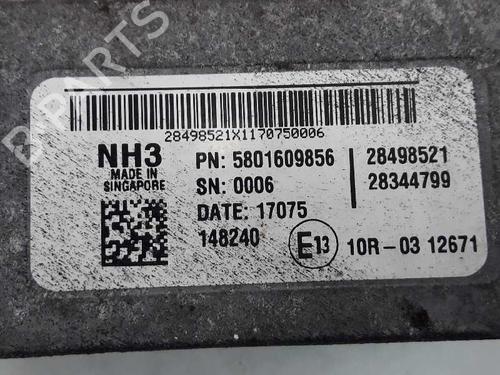 B-PARTS
28498521X1170750006
NH3
MADE IN
SINGAPORE
PN: 5801609856
SN: 0006
DATE: 17075
148240
28498521
28344799
E13
10R-03 12671